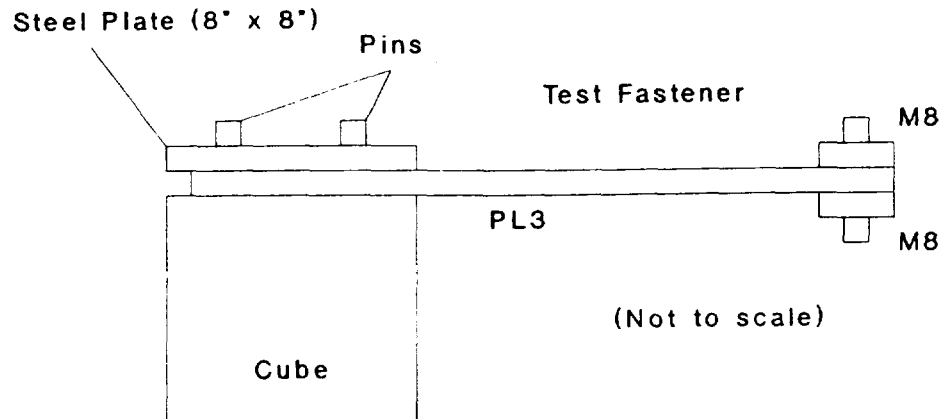 Steel Plate (8" x 8")
Pins
Test Fastener
M8
PL3
M8
(Not to scale)
Cube